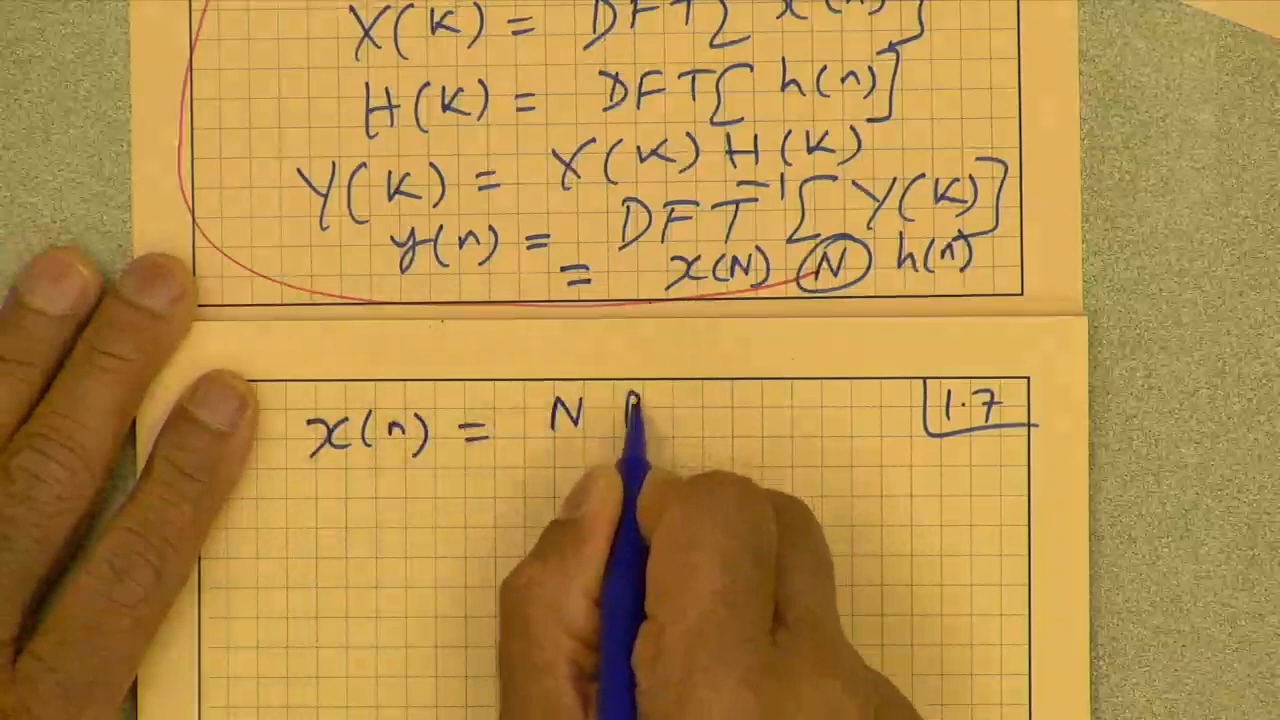 X(K) = DFT[x(n)]
H(K) = DFT[h(n)]
Y(K) = X(K) H(K)
y(n) = DFT⁻¹[Y(K)]
= x(N) Ⓝ h(n)
1.7
x(n) = N